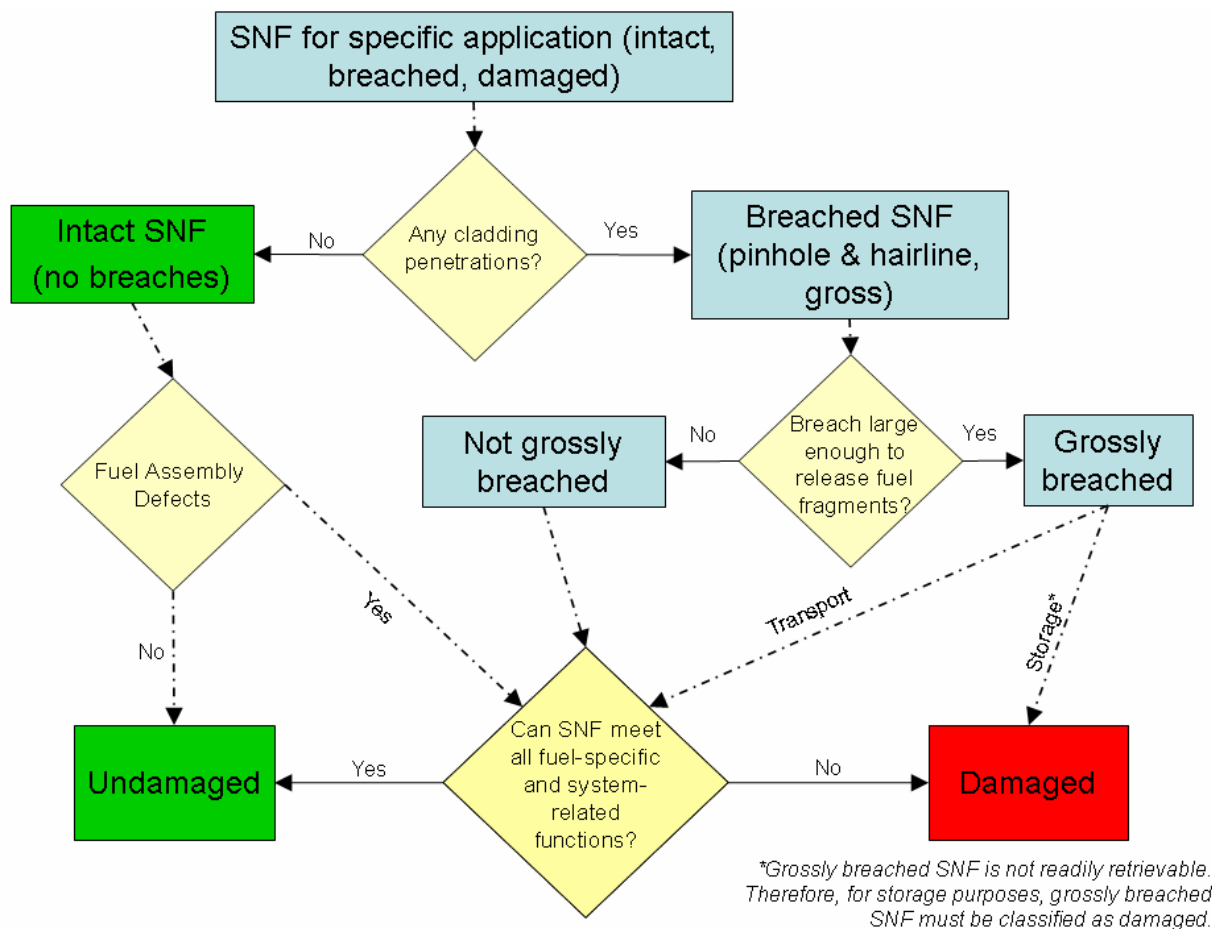 SNF for specific application (intact,
breached, damaged)
Any cladding
penetrations?
No
Yes
Intact SNF
(no breaches)
Breached SNF
(pinhole & hairline,
gross)
Fuel Assembly
Defects
Not grossly
breached
No
Breach large
enough to
release fuel
fragments?
Yes
Grossly
breached
Yes
No
Transport
Storage*
Undamaged
Yes
Can SNF meet
all fuel-specific
and system-
related
functions?
No
Damaged
*Grossly breached SNF is not readily retrievable.
Therefore, for storage purposes, grossly breached
SNF must be classified as damaged.